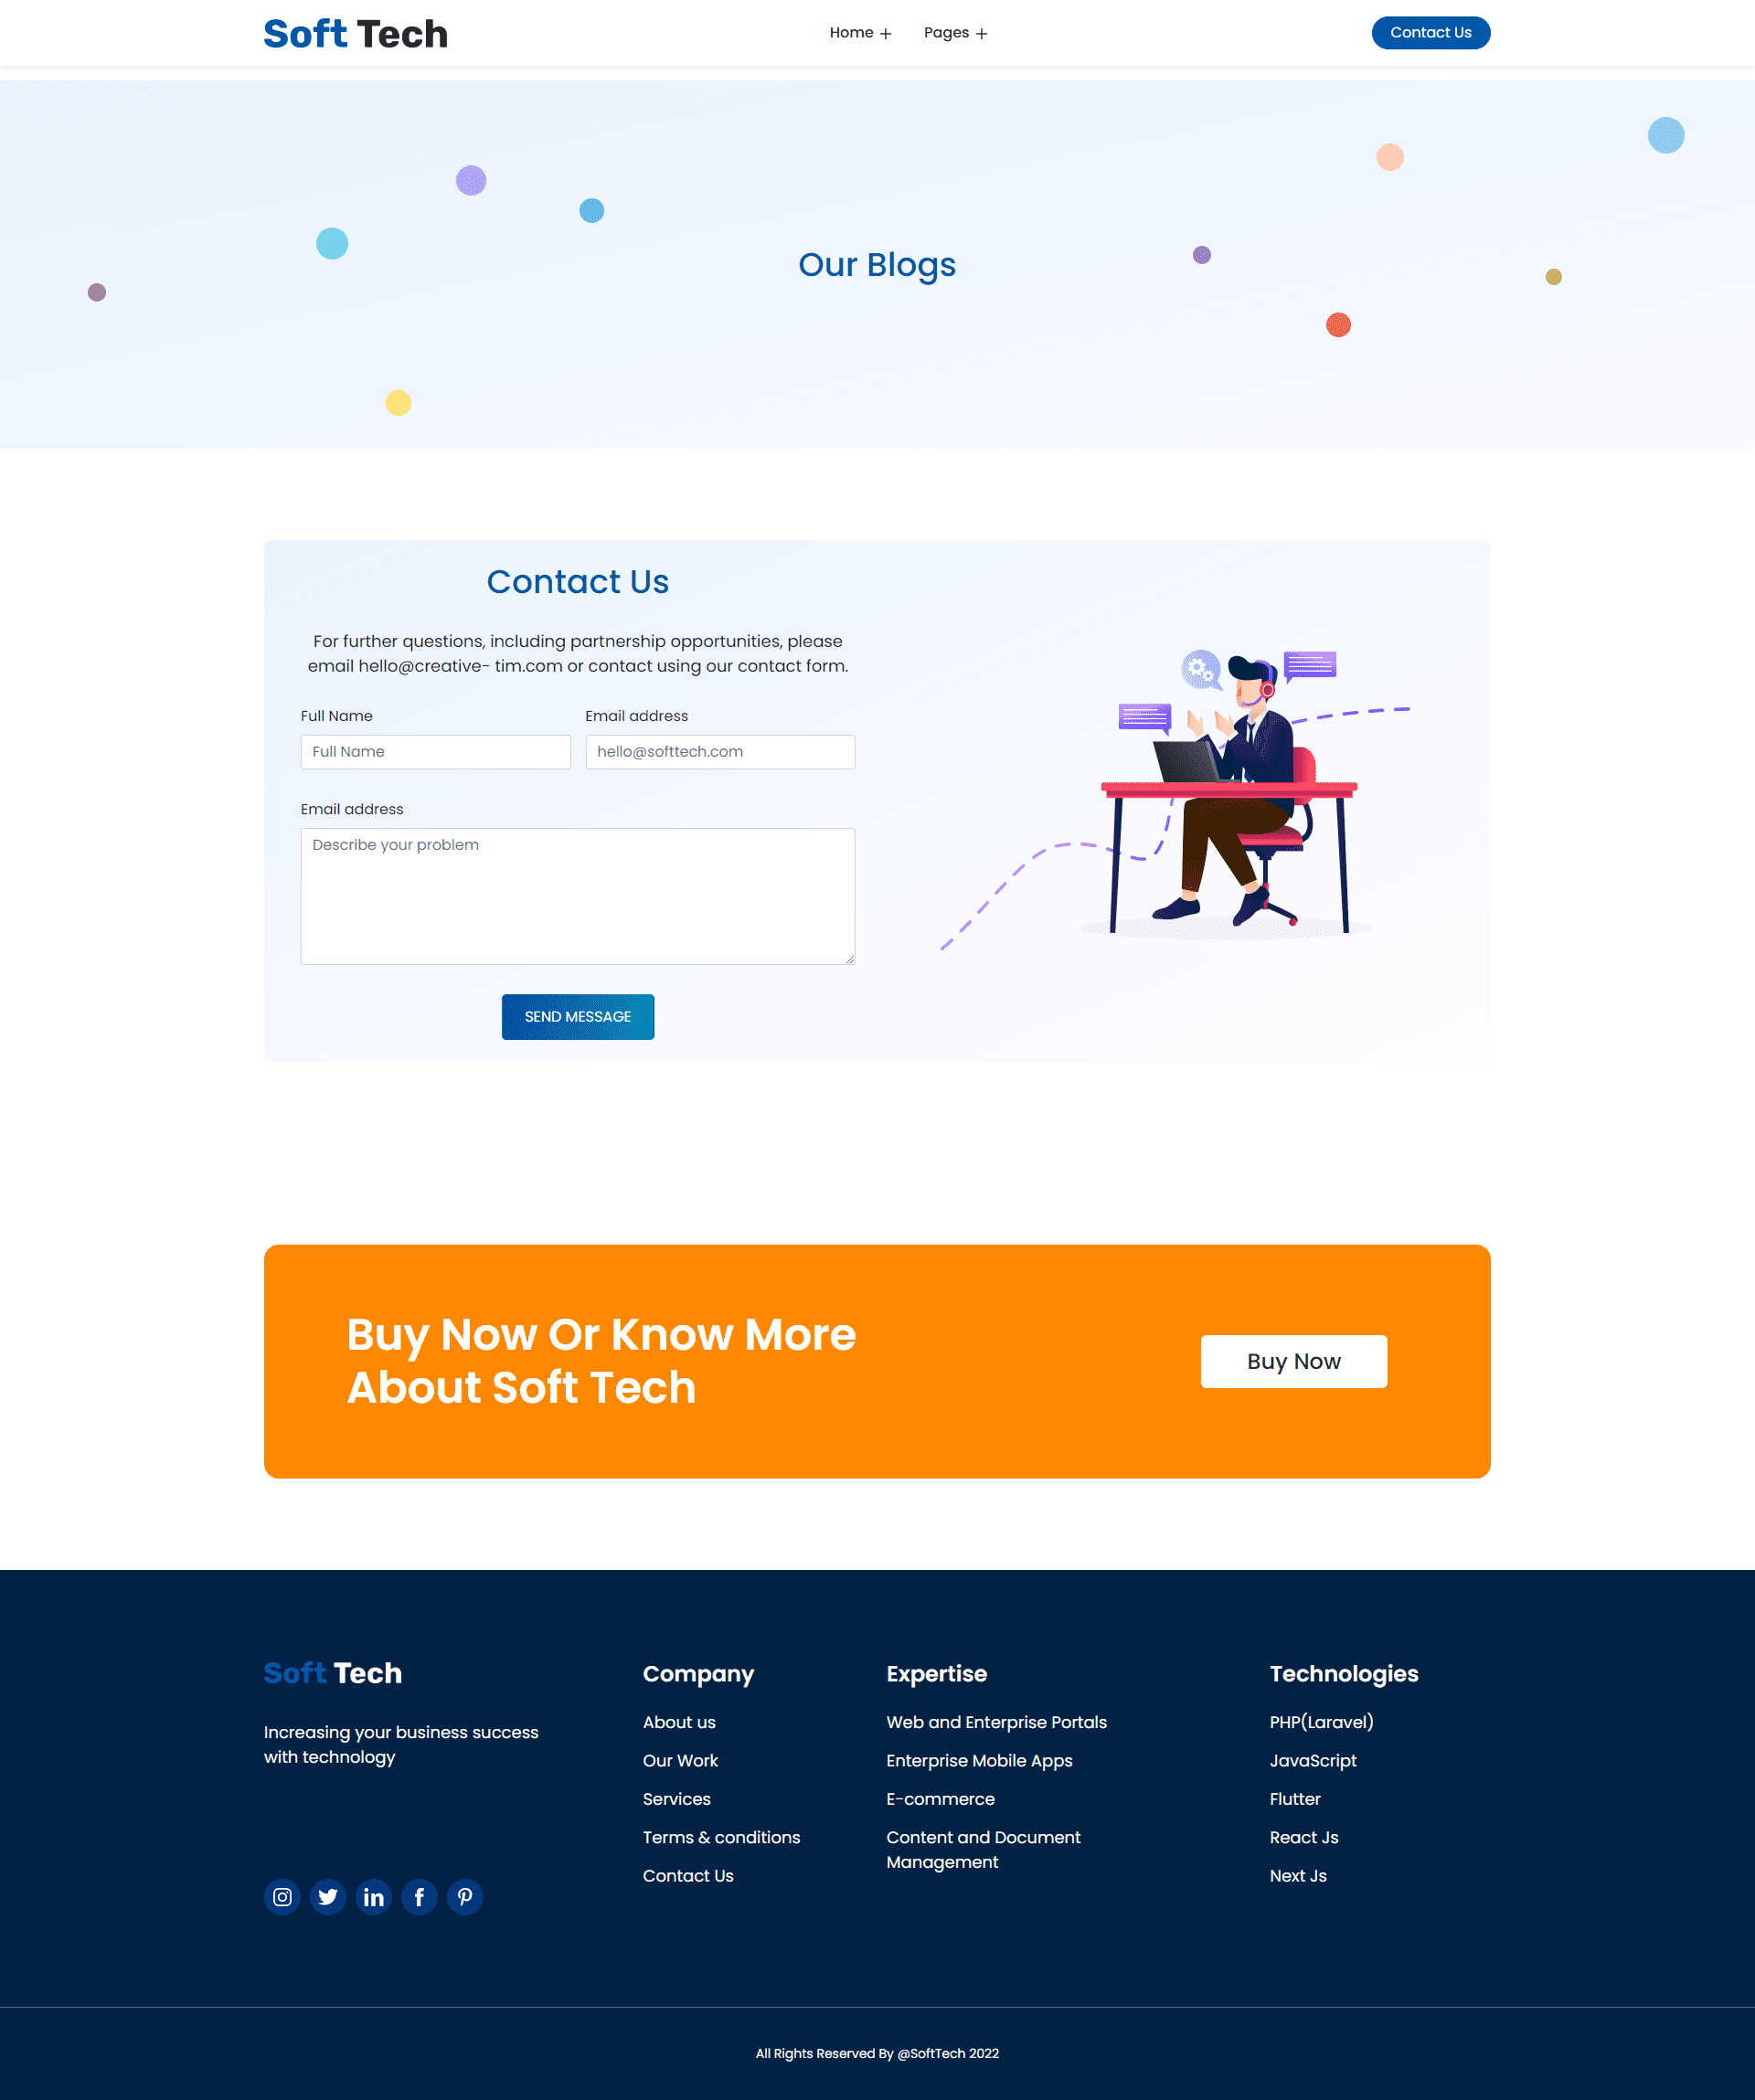 Soft Tech
Home +
Pages +
Contact Us
Our Blogs
Contact Us
For further questions, including partnership opportunities, please
email hello@creative- tim.com or contact using our contact form.
Full Name
Email address
Full Name
hello@softtech.com
Email address
Describe your problem
SEND MESSAGE
Buy Now Or Know More
About Soft Tech
Buy Now
Soft Tech
Increasing your business success
with technology
Company
About us
Our Work
Services
Terms & conditions
Contact Us
Expertise
Web and Enterprise Portals
Enterprise Mobile Apps
E-commerce
Content and Document
Management
Technologies
PHP(Laravel)
JavaScript
Flutter
React Js
Next Js
All Rights Reserved By @SoftTech 2022